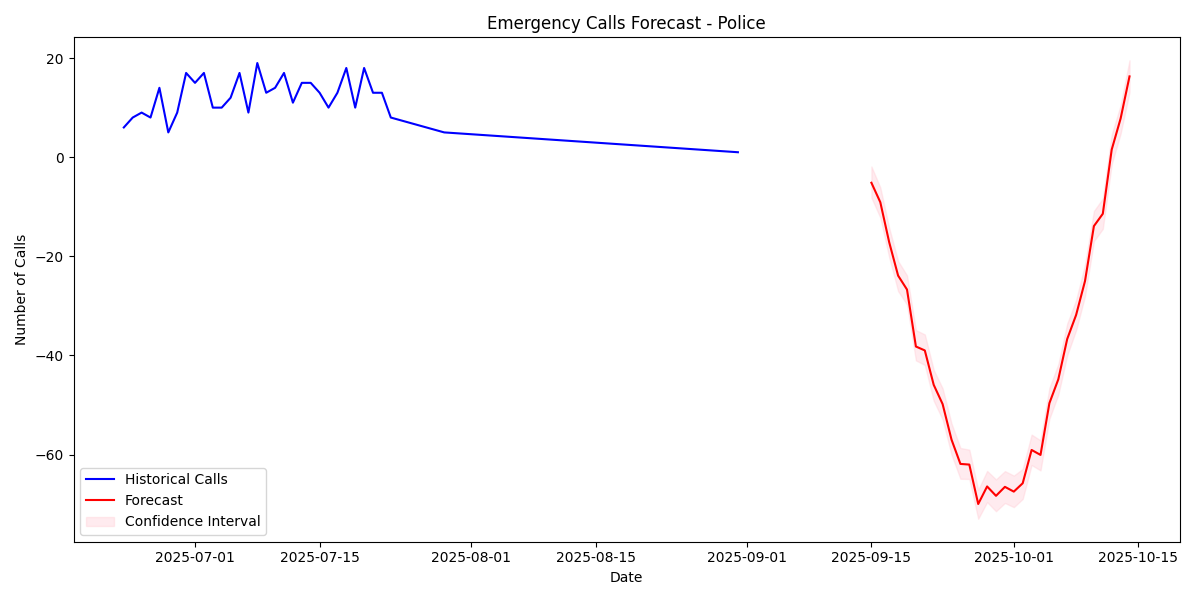 Emergency Calls Forecast - Police
Number of Calls
20
0
−20
−40
−60
Historical Calls
Forecast
Confidence Interval
2025-07-01 2025-07-15 2025-08-01 2025-08-15 2025-09-01 2025-09-15 2025-10-01 2025-10-15
Date